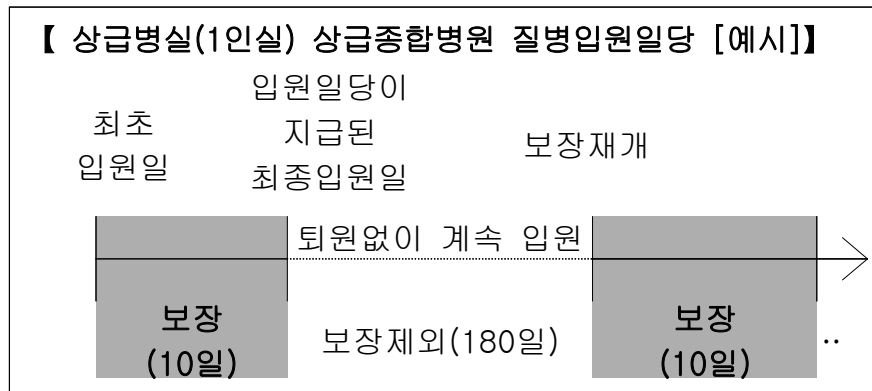 【 상급병실(1인실) 상급종합병원 질병입원일당 [예시]】
최초
입원일
입원일당이
지급된
최종입원일
보장재개
퇴원없이 계속 입원
보장
(10일)
보장제외(180일)
보장
(10일)
..